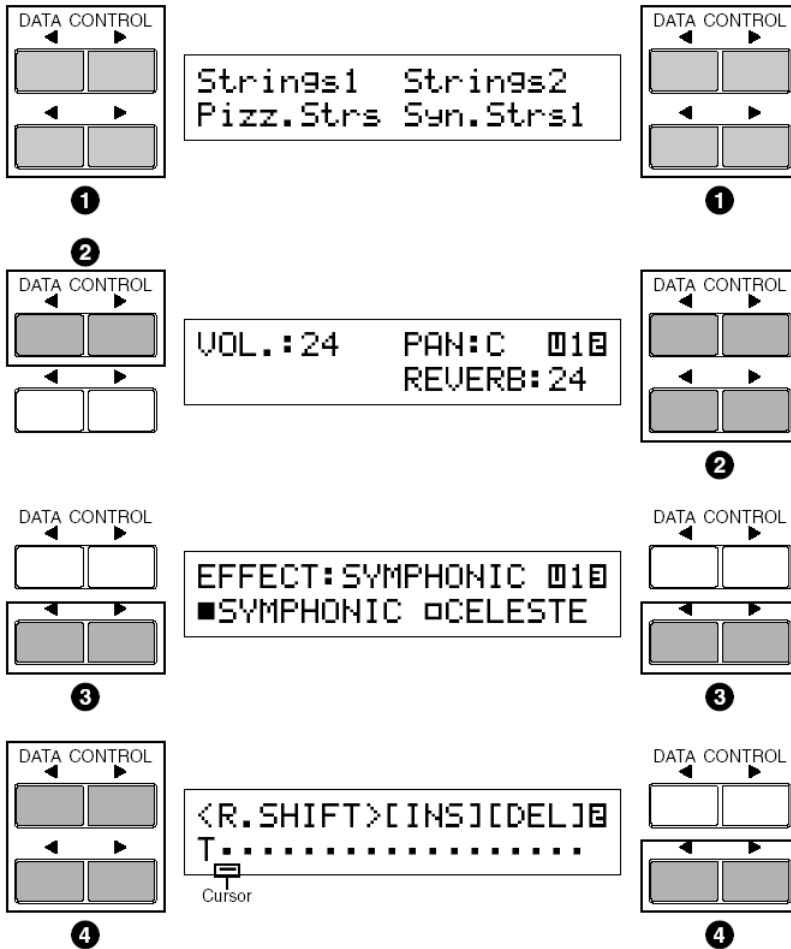 DATA CONTROL
DATA CONTROL
Strings1 Strings2
Pizz.Strs Syn.Strs1
1
1
2
DATA CONTROL
DATA CONTROL
VOL.:24 PAN:C U12
REVERB:24
2
DATA CONTROL
DATA CONTROL
EFFECT:SYMPHONIC U13
■SYMPHONIC □CELESTE
3
3
DATA CONTROL
DATA CONTROL
<R.SHIFT>[INS][DEL]2
T..................
Cursor
4
4